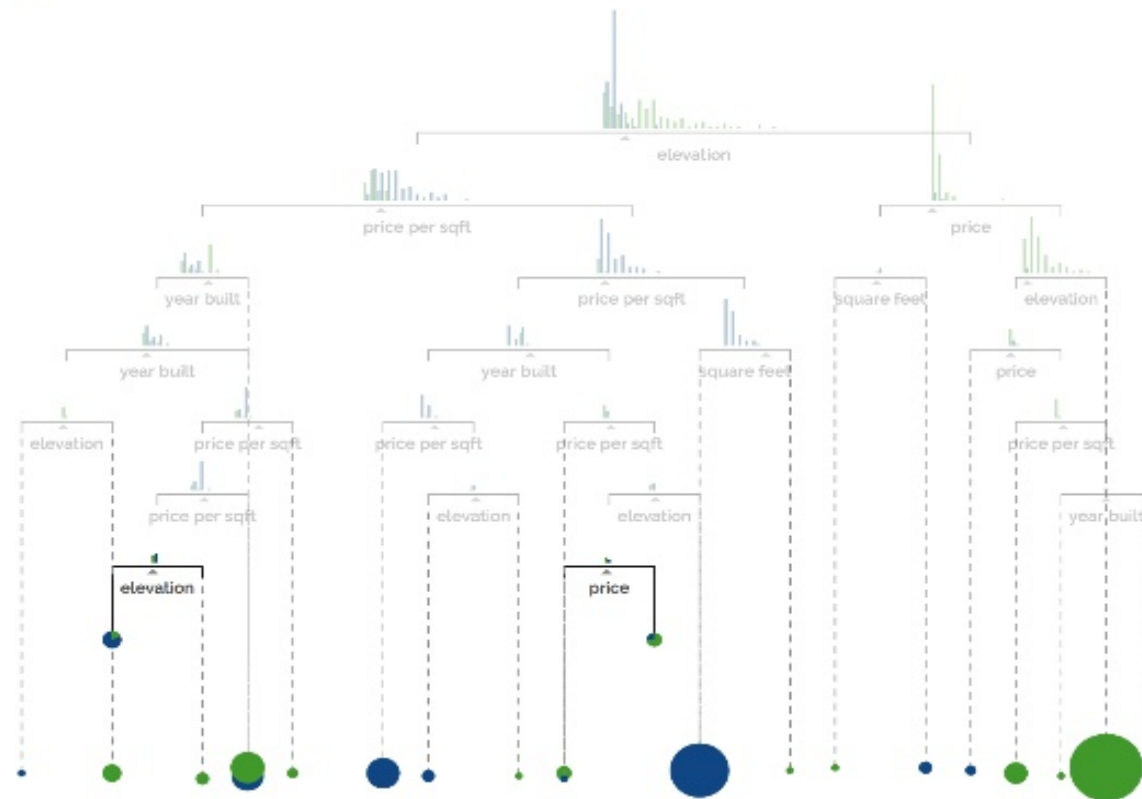 elevation
price per sqft
price
year built
price per sqft
square feet
elevation
year built
year built
square feet
price
elevation
price per sqft
price per sqft
price per sqft
price per sqft
price per sqft
elevation
elevation
year built
elevation
price